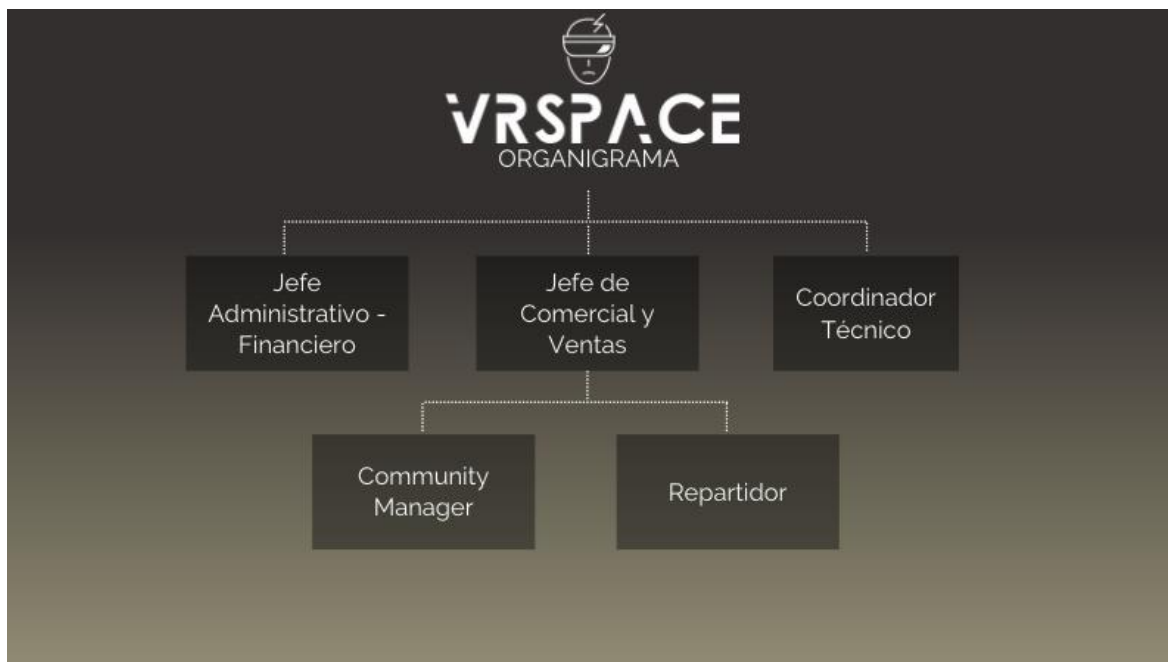 VRSPACE
ORGANIGRAMA
Jefe
Administrativo -
Financiero
Jefe de
Comercial y
Ventas
Coordinador
Técnico
Community
Manager
Repartidor